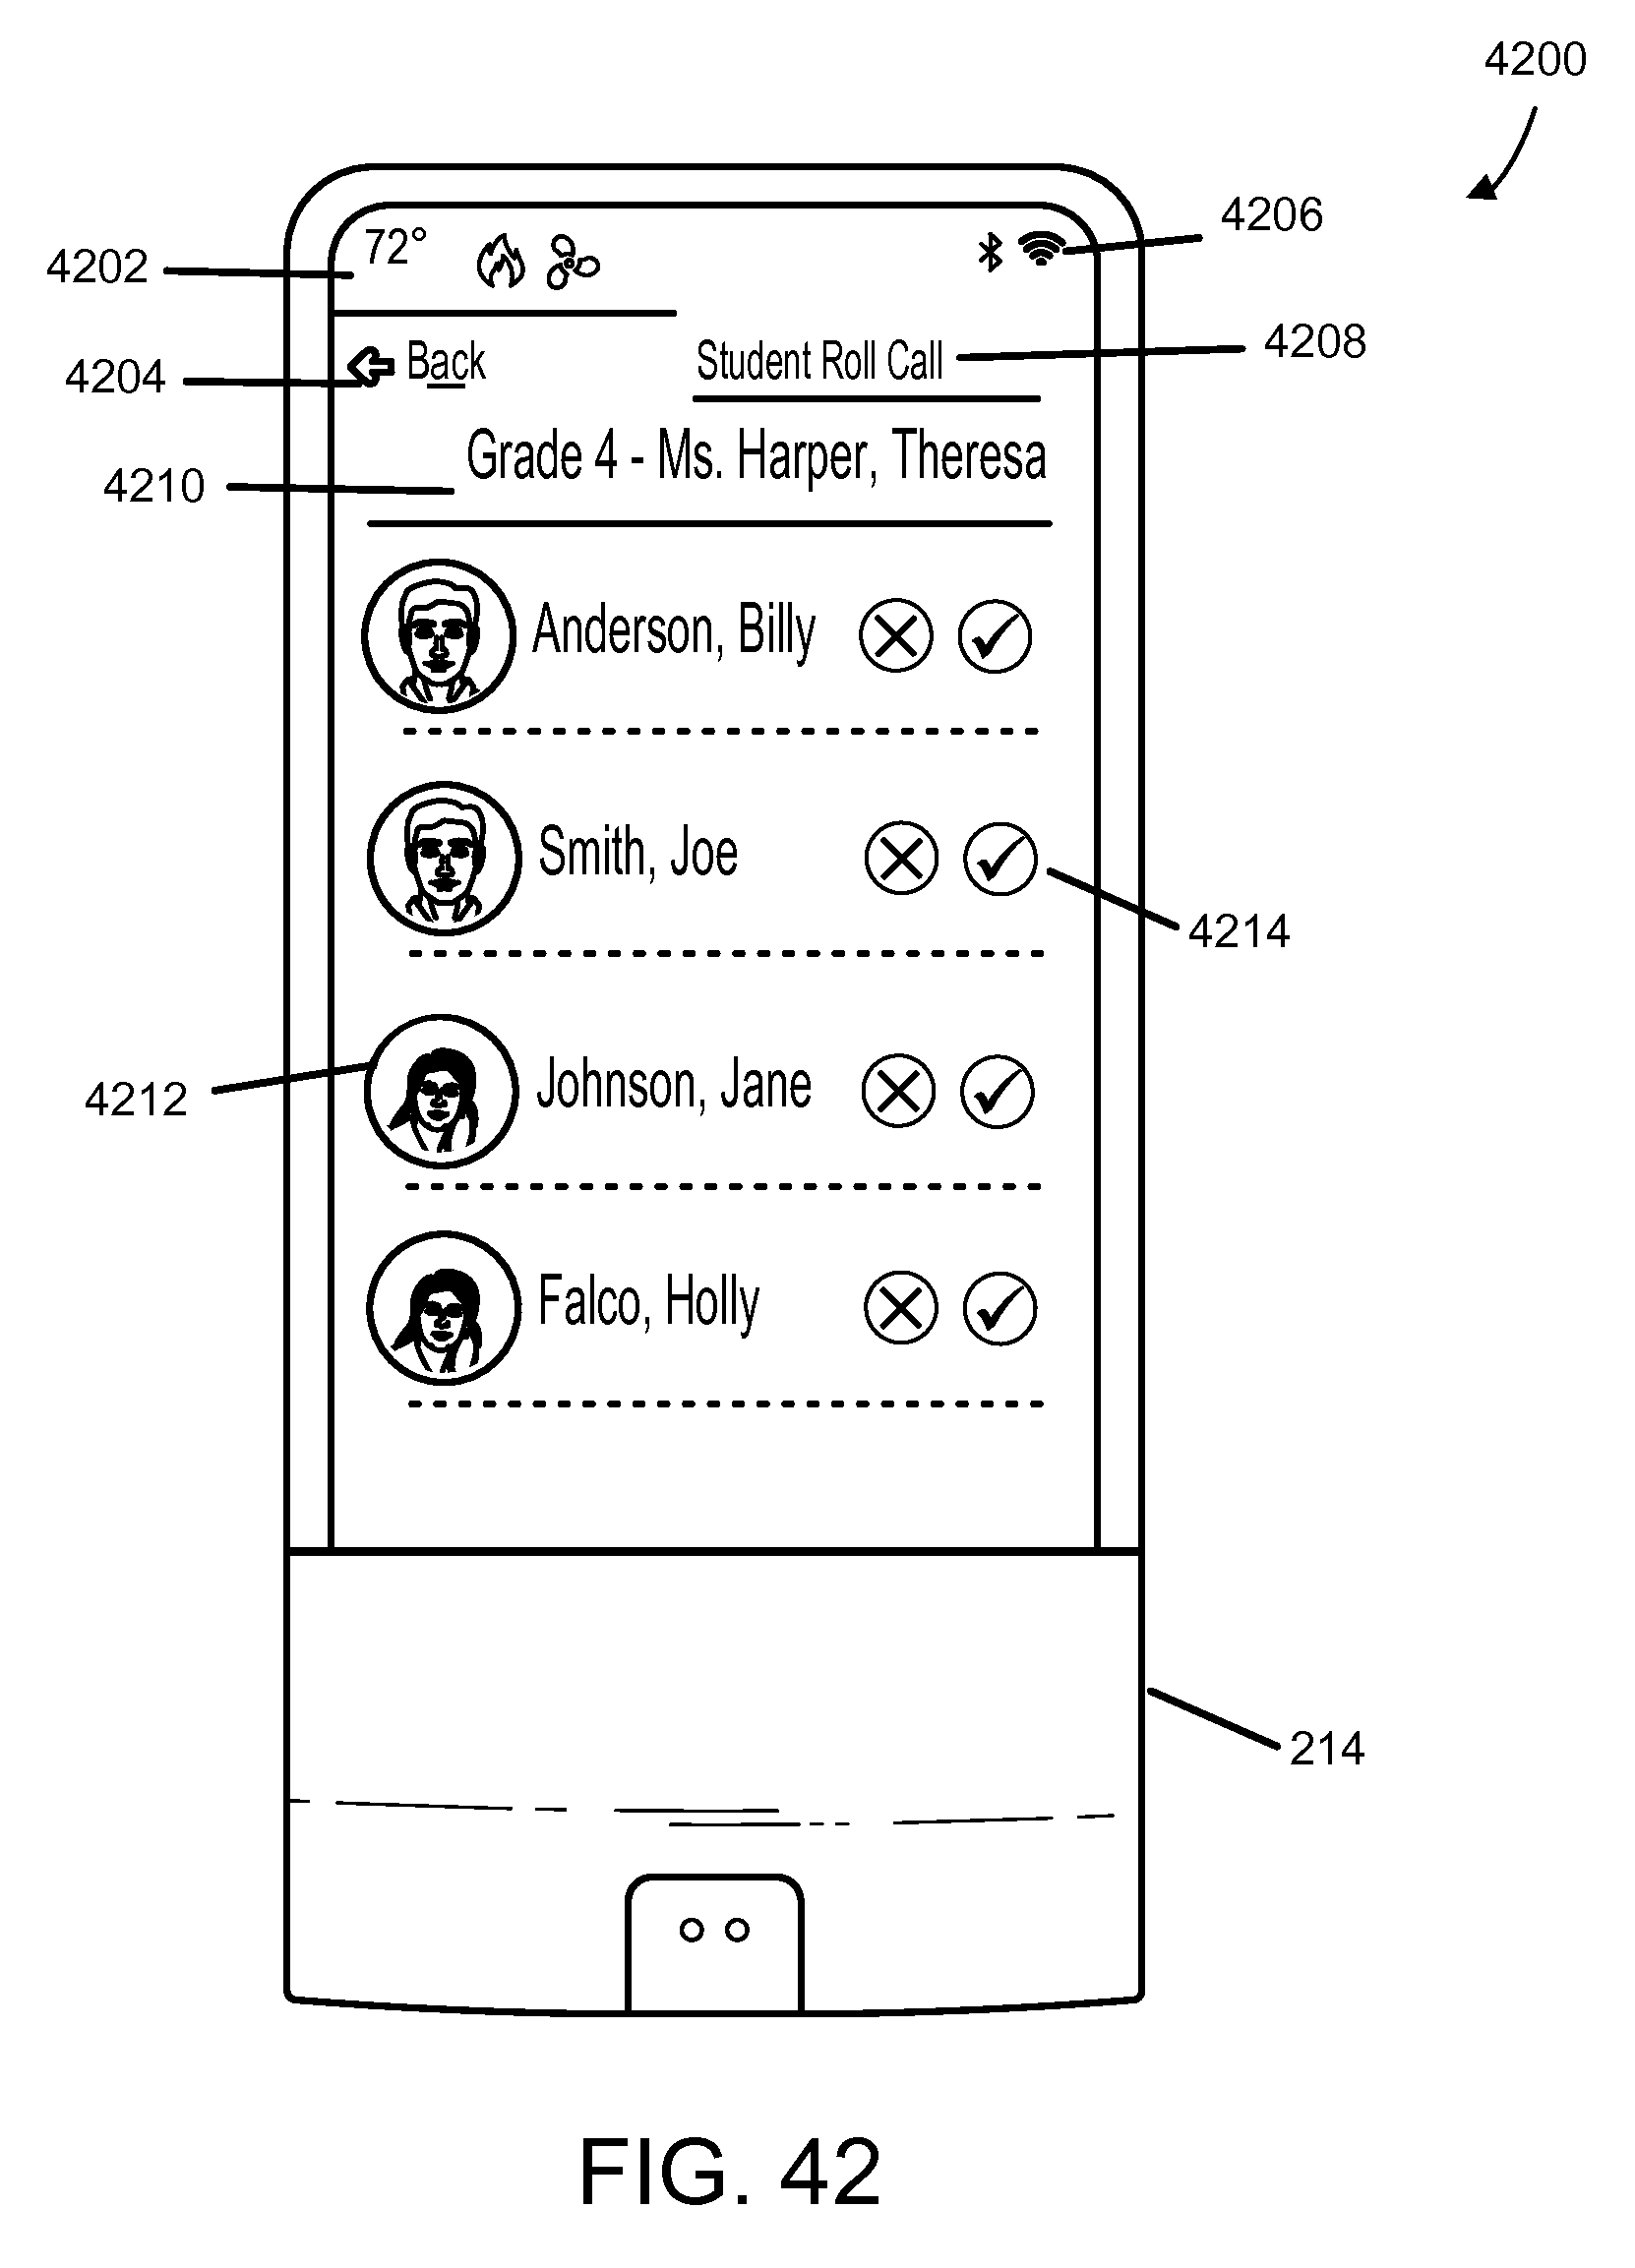 4200
4206
72°
4202
4208
Back
Student Roll Call
4204
Grade 4 - Ms. Harper, Theresa
4210
Anderson, Billy
Smith, Joe
4214
Johnson, Jane
4212
Falco, Holly
214
FIG. 42